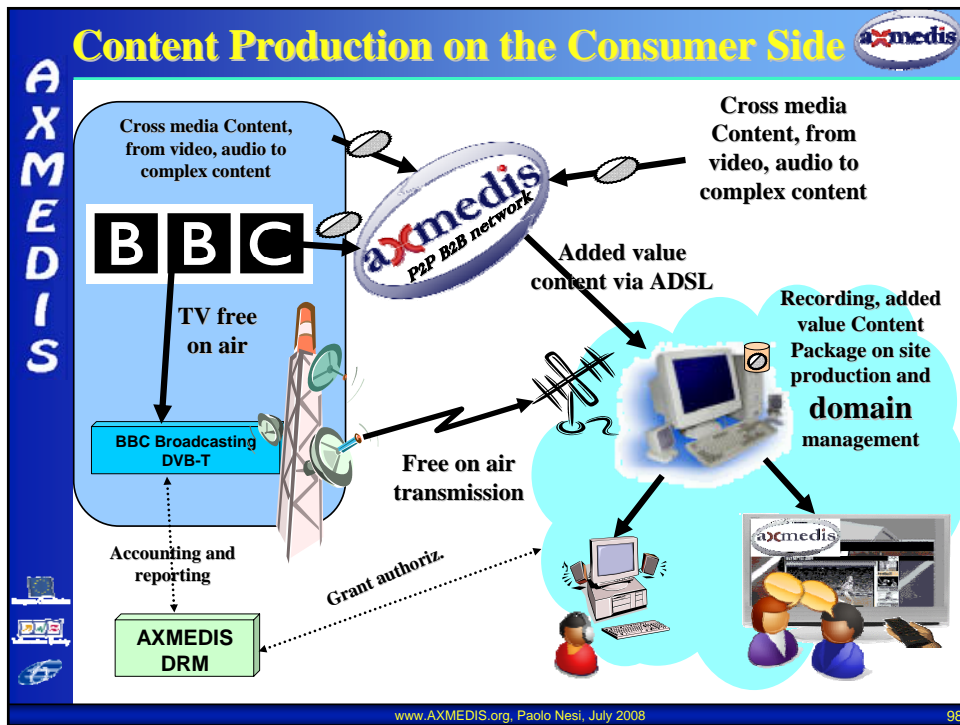 Content Production on the Consumer Side
axmedis
AXMEDIS
Cross media Content,
from video, audio to
complex content
BBC
TV free
on air
BBC Broadcasting
DVB-T
Accounting and
reporting
AXMEDIS
DRM
axmedis
P2P B2B network
Cross media
Content, from
video, audio to
complex content
Added value
content via ADSL
Free on air
transmission
Grant authoriz.
Recording, added
value Content
Package on site
production and
domain
management
axmedis
www.AXMEDIS.org, Paolo Nesi, July 2008
98